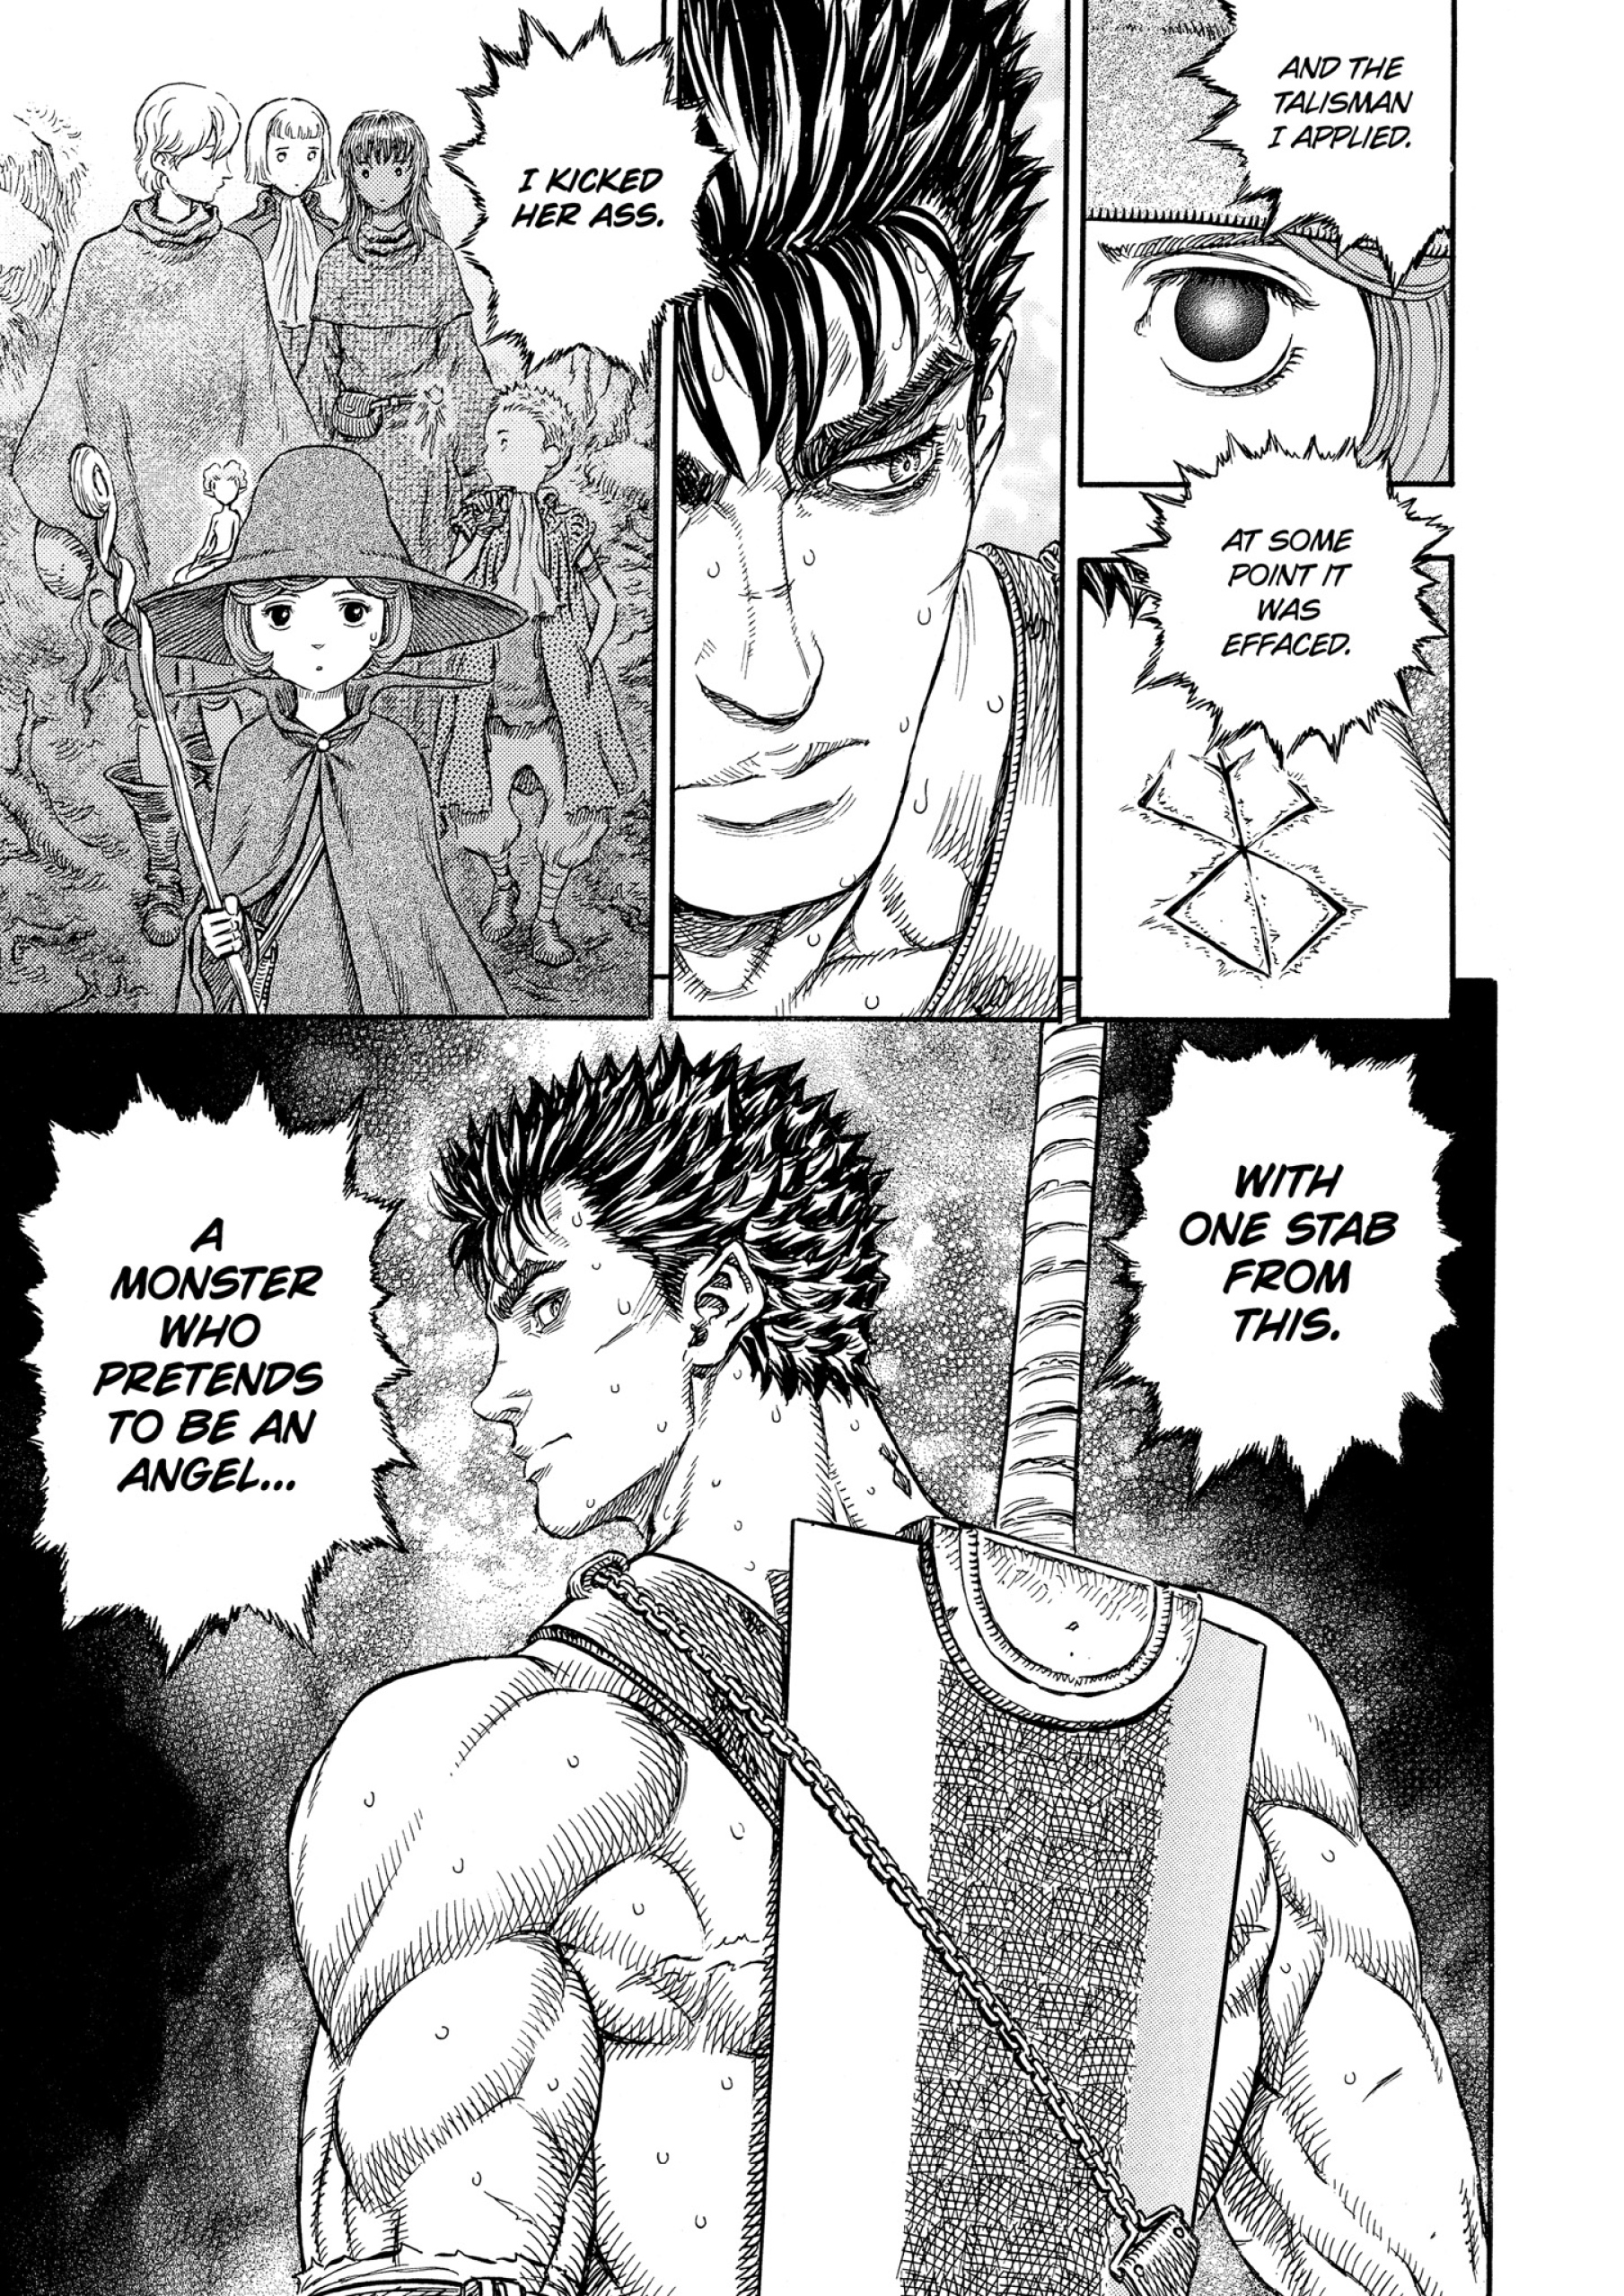 AND THE
TALISMAN
I APPLIED.
AT SOME
POINT IT
WAS
EFFACED.
I KICKED
HER ASS.
WITH
ONE STAB
FROM
THIS.
A
MONSTER
WHO
PRETENDS
TO BE AN
ANGEL...